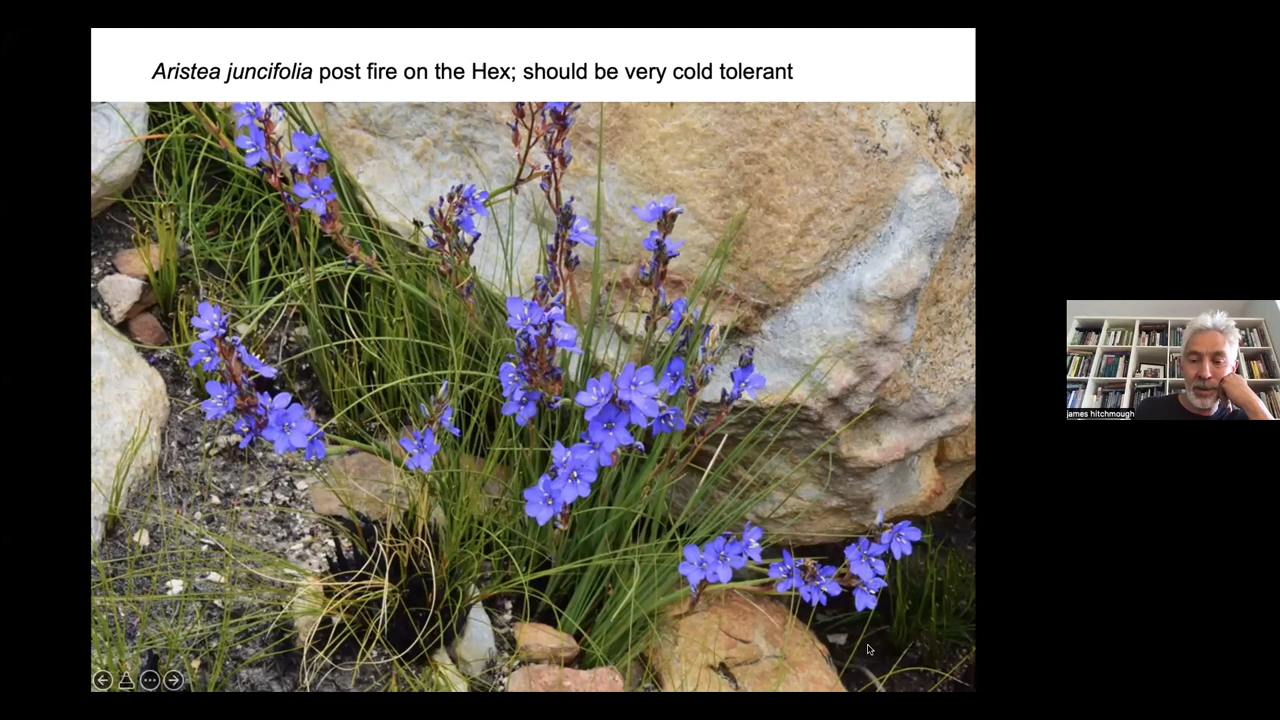 Aristea juncifolia post fire on the Hex; should be very cold tolerant
james hitchmough